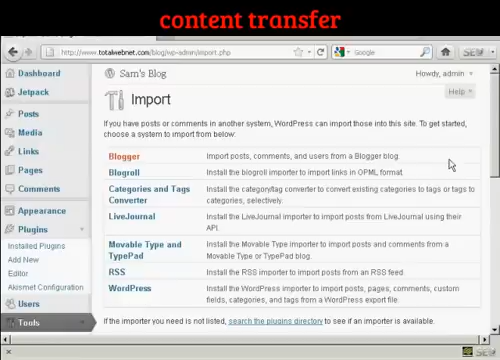 content transfer
http://www.totalwebnet.com/blog/wp-admin/import.php
Google
SEO
Dashboard
Jetpack
Posts
Media
Links
Pages
Comments
Appearance
Plugins
Installed Plugins
Add New
Editor
Akismet Configuration
Users
Tools
Sam's Blog
Howdy, admin
Help
Import
If you have posts or comments in another system, WordPress can import those into this site. To get started,
choose a system to import from below:
Blogger Import posts, comments, and users from a Blogger blog.
Blogroll Install the blogroll importer to import links in OPML format.
Categories and Tags Install the category/tag converter to convert existing categories to tags or tags to
Converter categories, selectively.
LiveJournal Install the LiveJournal importer to import posts from LiveJournal using their
API.
Movable Type and Install the Movable Type importer to import posts and comments from a
TypePad Movable Type or TypePad blog.
RSS Install the RSS importer to import posts from an RSS feed.
WordPress Install the WordPress importer to import posts, pages, comments, custom
fields, categories, and tags from a WordPress export file.
If the importer you need is not listed, search the plugins directory to see if an importer is available.
SEO